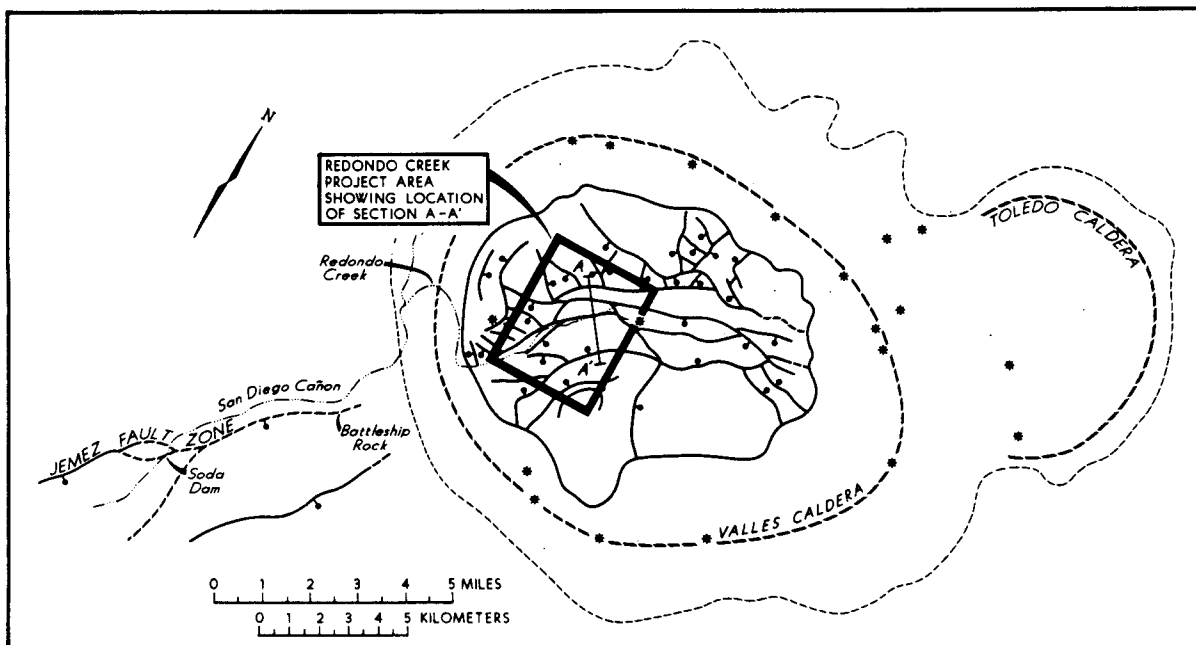 N
REDONDO CREEK
PROJECT AREA
SHOWING LOCATION
OF SECTION A-A'
TOLEDO CALDERA
Redondo
Creek
A
A'
San Diego Cañon
JEMEZ FAULT ZONE
Battleship
Rock
Soda
Dam
VALLES CALDERA
0 1 2 3 4 5 MILES
0 1 2 3 4 5 KILOMETERS